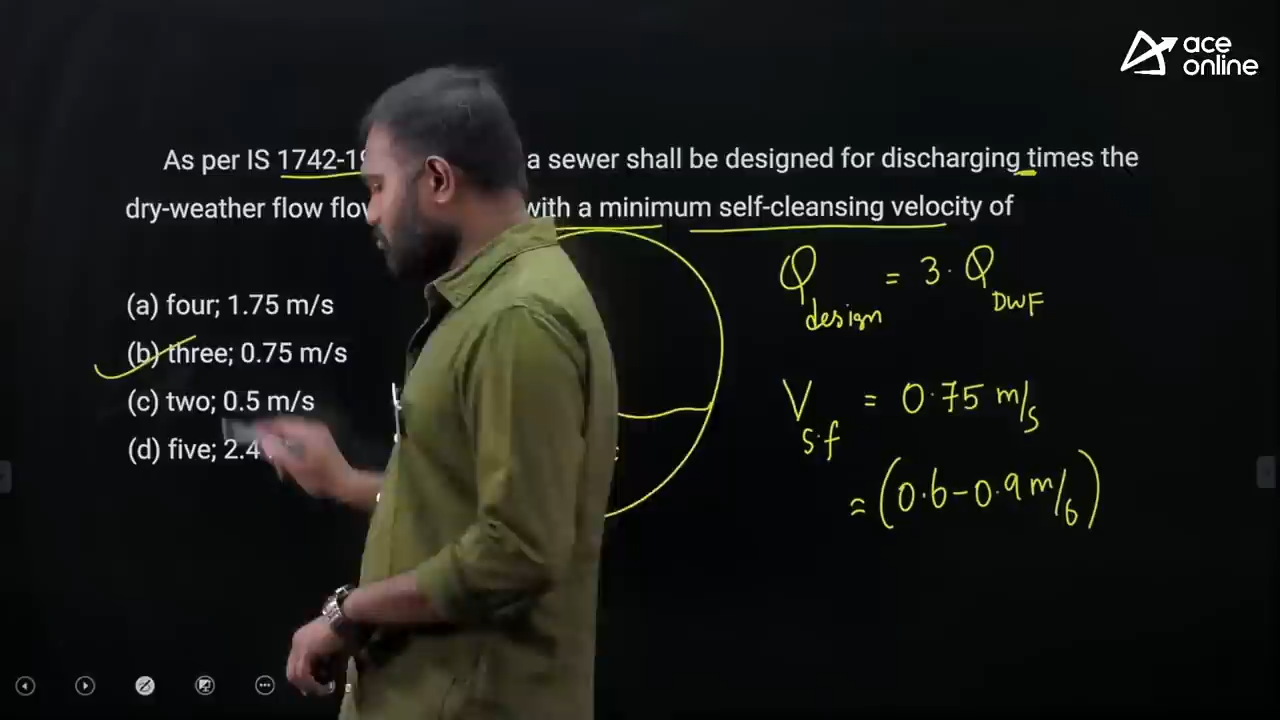 ace
online
As per IS 1742-19 a sewer shall be designed for discharging times the
dry-weather flow with a minimum self-cleansing velocity of
(a) four; 1.75 m/s
(b) three; 0.75 m/s
(c) two; 0.5 m/s
(d) five; 2.4
Q design = 3. Q DWF
V s.f = 0.75 m/s
≈ (0.6-0.9 m/s)